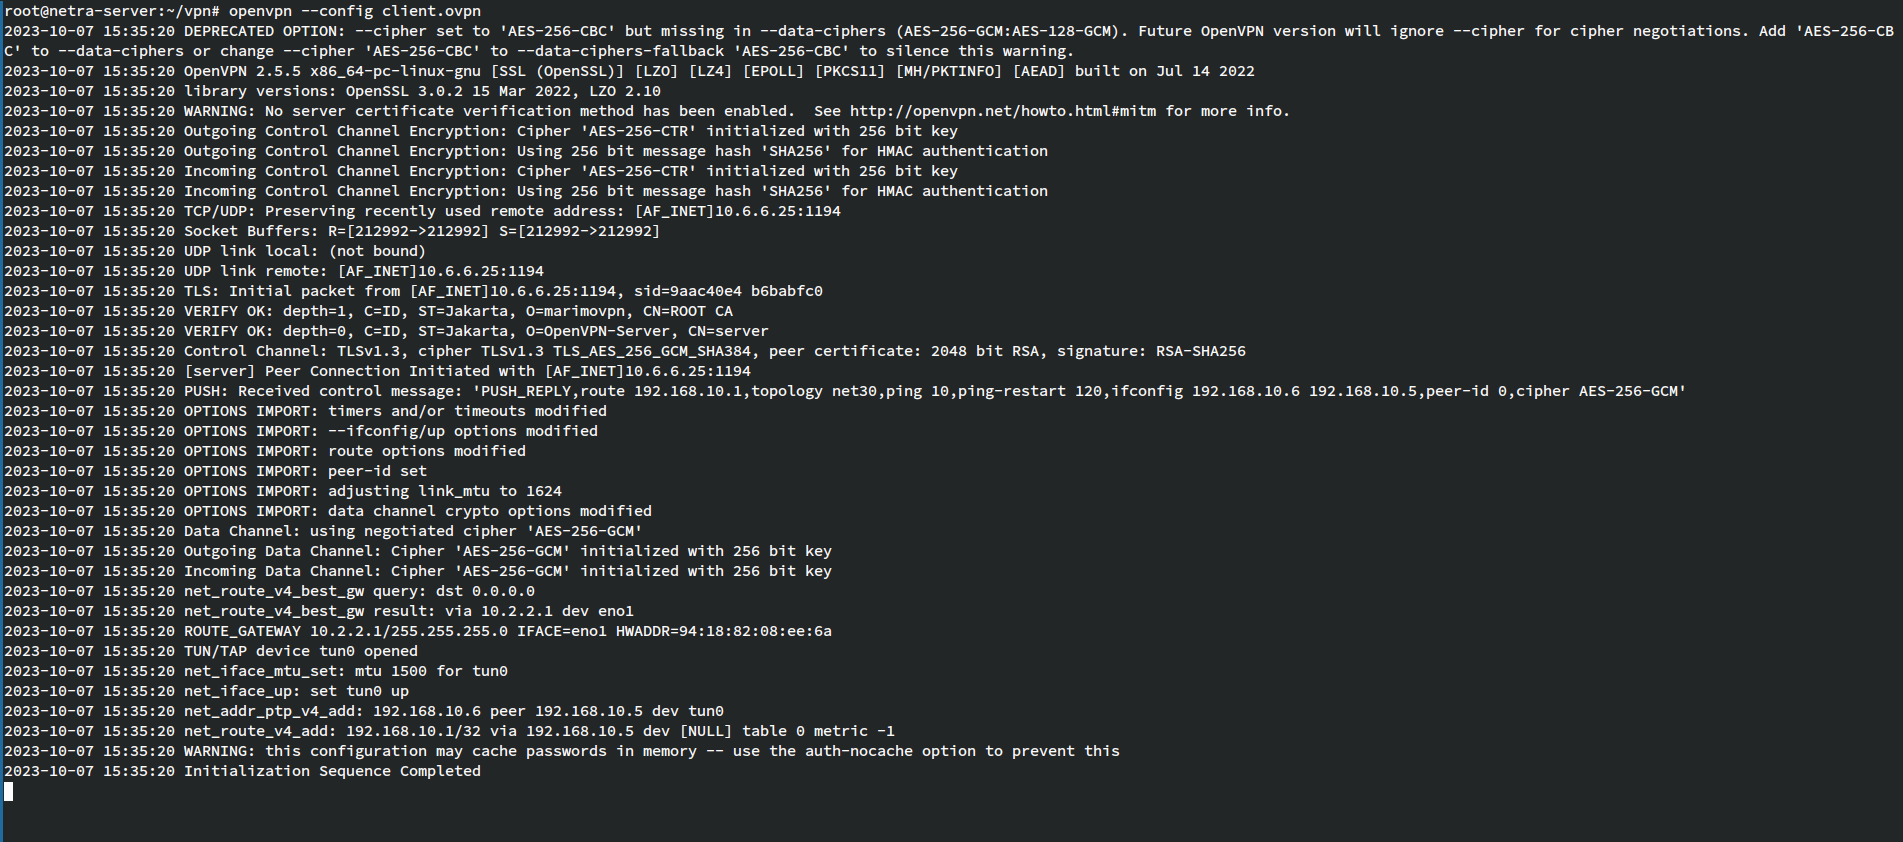 root@netra-server:~/vpn# openvpn --config client.ovpn
2023-10-07 15:35:20 DEPRECATED OPTION: --cipher set to 'AES-256-CBC' but missing in --data-ciphers (AES-256-GCM:AES-128-GCM). Future OpenVPN version will ignore --cipher for cipher negotiations. Add 'AES-256-CB
C' to --data-ciphers or change --cipher 'AES-256-CBC' to --data-ciphers-fallback 'AES-256-CBC' to silence this warning.
2023-10-07 15:35:20 OpenVPN 2.5.5 x86_64-pc-linux-gnu [SSL (OpenSSL)] [LZO] [LZ4] [EPOLL] [PKCS11] [MH/PKTINFO] [AEAD] built on Jul 14 2022
2023-10-07 15:35:20 library versions: OpenSSL 3.0.2 15 Mar 2022, LZO 2.10
2023-10-07 15:35:20 WARNING: No server certificate verification method has been enabled.  See http://openvpn.net/howto.html#mitm for more info.
2023-10-07 15:35:20 Outgoing Control Channel Encryption: Cipher 'AES-256-CTR' initialized with 256 bit key
2023-10-07 15:35:20 Outgoing Control Channel Encryption: Using 256 bit message hash 'SHA256' for HMAC authentication
2023-10-07 15:35:20 Incoming Control Channel Encryption: Cipher 'AES-256-CTR' initialized with 256 bit key
2023-10-07 15:35:20 Incoming Control Channel Encryption: Using 256 bit message hash 'SHA256' for HMAC authentication
2023-10-07 15:35:20 TCP/UDP: Preserving recently used remote address: [AF_INET]10.6.6.25:1194
2023-10-07 15:35:20 Socket Buffers: R=[212992->212992] S=[212992->212992]
2023-10-07 15:35:20 UDP link local: (not bound)
2023-10-07 15:35:20 UDP link remote: [AF_INET]10.6.6.25:1194
2023-10-07 15:35:20 TLS: Initial packet from [AF_INET]10.6.6.25:1194, sid=9aac40e4 b6babfc0
2023-10-07 15:35:20 VERIFY OK: depth=1, C=ID, ST=Jakarta, O=marimovpn, CN=ROOT CA
2023-10-07 15:35:20 VERIFY OK: depth=0, C=ID, ST=Jakarta, O=OpenVPN-Server, CN=server
2023-10-07 15:35:20 Control Channel: TLSv1.3, cipher TLSv1.3 TLS_AES_256_GCM_SHA384, peer certificate: 2048 bit RSA, signature: RSA-SHA256
2023-10-07 15:35:20 [server] Peer Connection Initiated with [AF_INET]10.6.6.25:1194
2023-10-07 15:35:20 PUSH: Received control message: 'PUSH_REPLY,route 192.168.10.1,topology net30,ping 10,ping-restart 120,ifconfig 192.168.10.6 192.168.10.5,peer-id 0,cipher AES-256-GCM'
2023-10-07 15:35:20 OPTIONS IMPORT: timers and/or timeouts modified
2023-10-07 15:35:20 OPTIONS IMPORT: --ifconfig/up options modified
2023-10-07 15:35:20 OPTIONS IMPORT: route options modified
2023-10-07 15:35:20 OPTIONS IMPORT: peer-id set
2023-10-07 15:35:20 OPTIONS IMPORT: adjusting link_mtu to 1624
2023-10-07 15:35:20 OPTIONS IMPORT: data channel crypto options modified
2023-10-07 15:35:20 Data Channel: using negotiated cipher 'AES-256-GCM'
2023-10-07 15:35:20 Outgoing Data Channel: Cipher 'AES-256-GCM' initialized with 256 bit key
2023-10-07 15:35:20 Incoming Data Channel: Cipher 'AES-256-GCM' initialized with 256 bit key
2023-10-07 15:35:20 net_route_v4_best_gw query: dst 0.0.0.0
2023-10-07 15:35:20 net_route_v4_best_gw result: via 10.2.2.1 dev eno1
2023-10-07 15:35:20 ROUTE_GATEWAY 10.2.2.1/255.255.255.0 IFACE=eno1 HWADDR=94:18:82:08:ee:6a
2023-10-07 15:35:20 TUN/TAP device tun0 opened
2023-10-07 15:35:20 net_iface_mtu_set: mtu 1500 for tun0
2023-10-07 15:35:20 net_iface_up: set tun0 up
2023-10-07 15:35:20 net_addr_ptp_v4_add: 192.168.10.6 peer 192.168.10.5 dev tun0
2023-10-07 15:35:20 net_route_v4_add: 192.168.10.1/32 via 192.168.10.5 dev [NULL] table 0 metric -1
2023-10-07 15:35:20 WARNING: this configuration may cache passwords in memory -- use the auth-nocache option to prevent this
2023-10-07 15:35:20 Initialization Sequence Completed